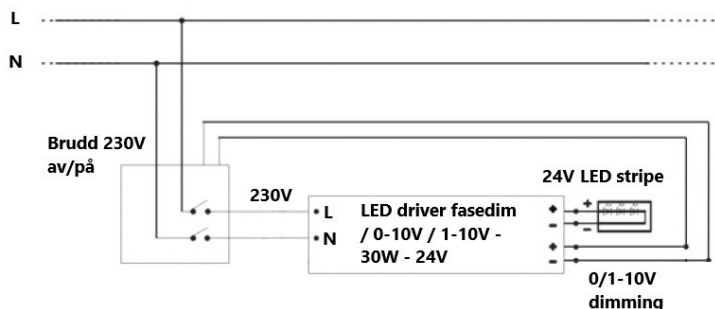 L
N
Brudd 230V
av/på
24V LED stripe
230V
L
LED driver fasedim
+
+
-
N
/ 0-10V / 1-10V -
-
30W - 24V
+
-
0/1-10V
dimming